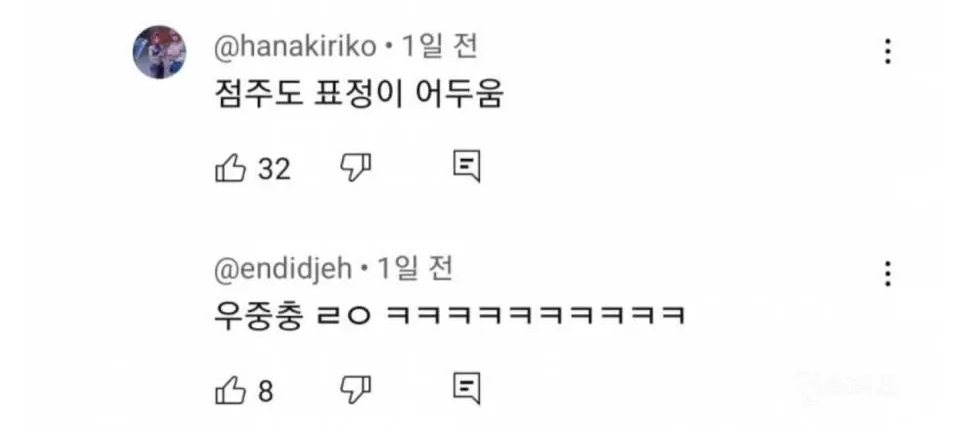 @hanakiriko • 1일 전
점주도 표정이 어두움
32
@endidjeh • 1일 전
우중충 ㄹㅇ ㅋㅋㅋㅋㅋㅋㅋㅋㅋㅋ
8